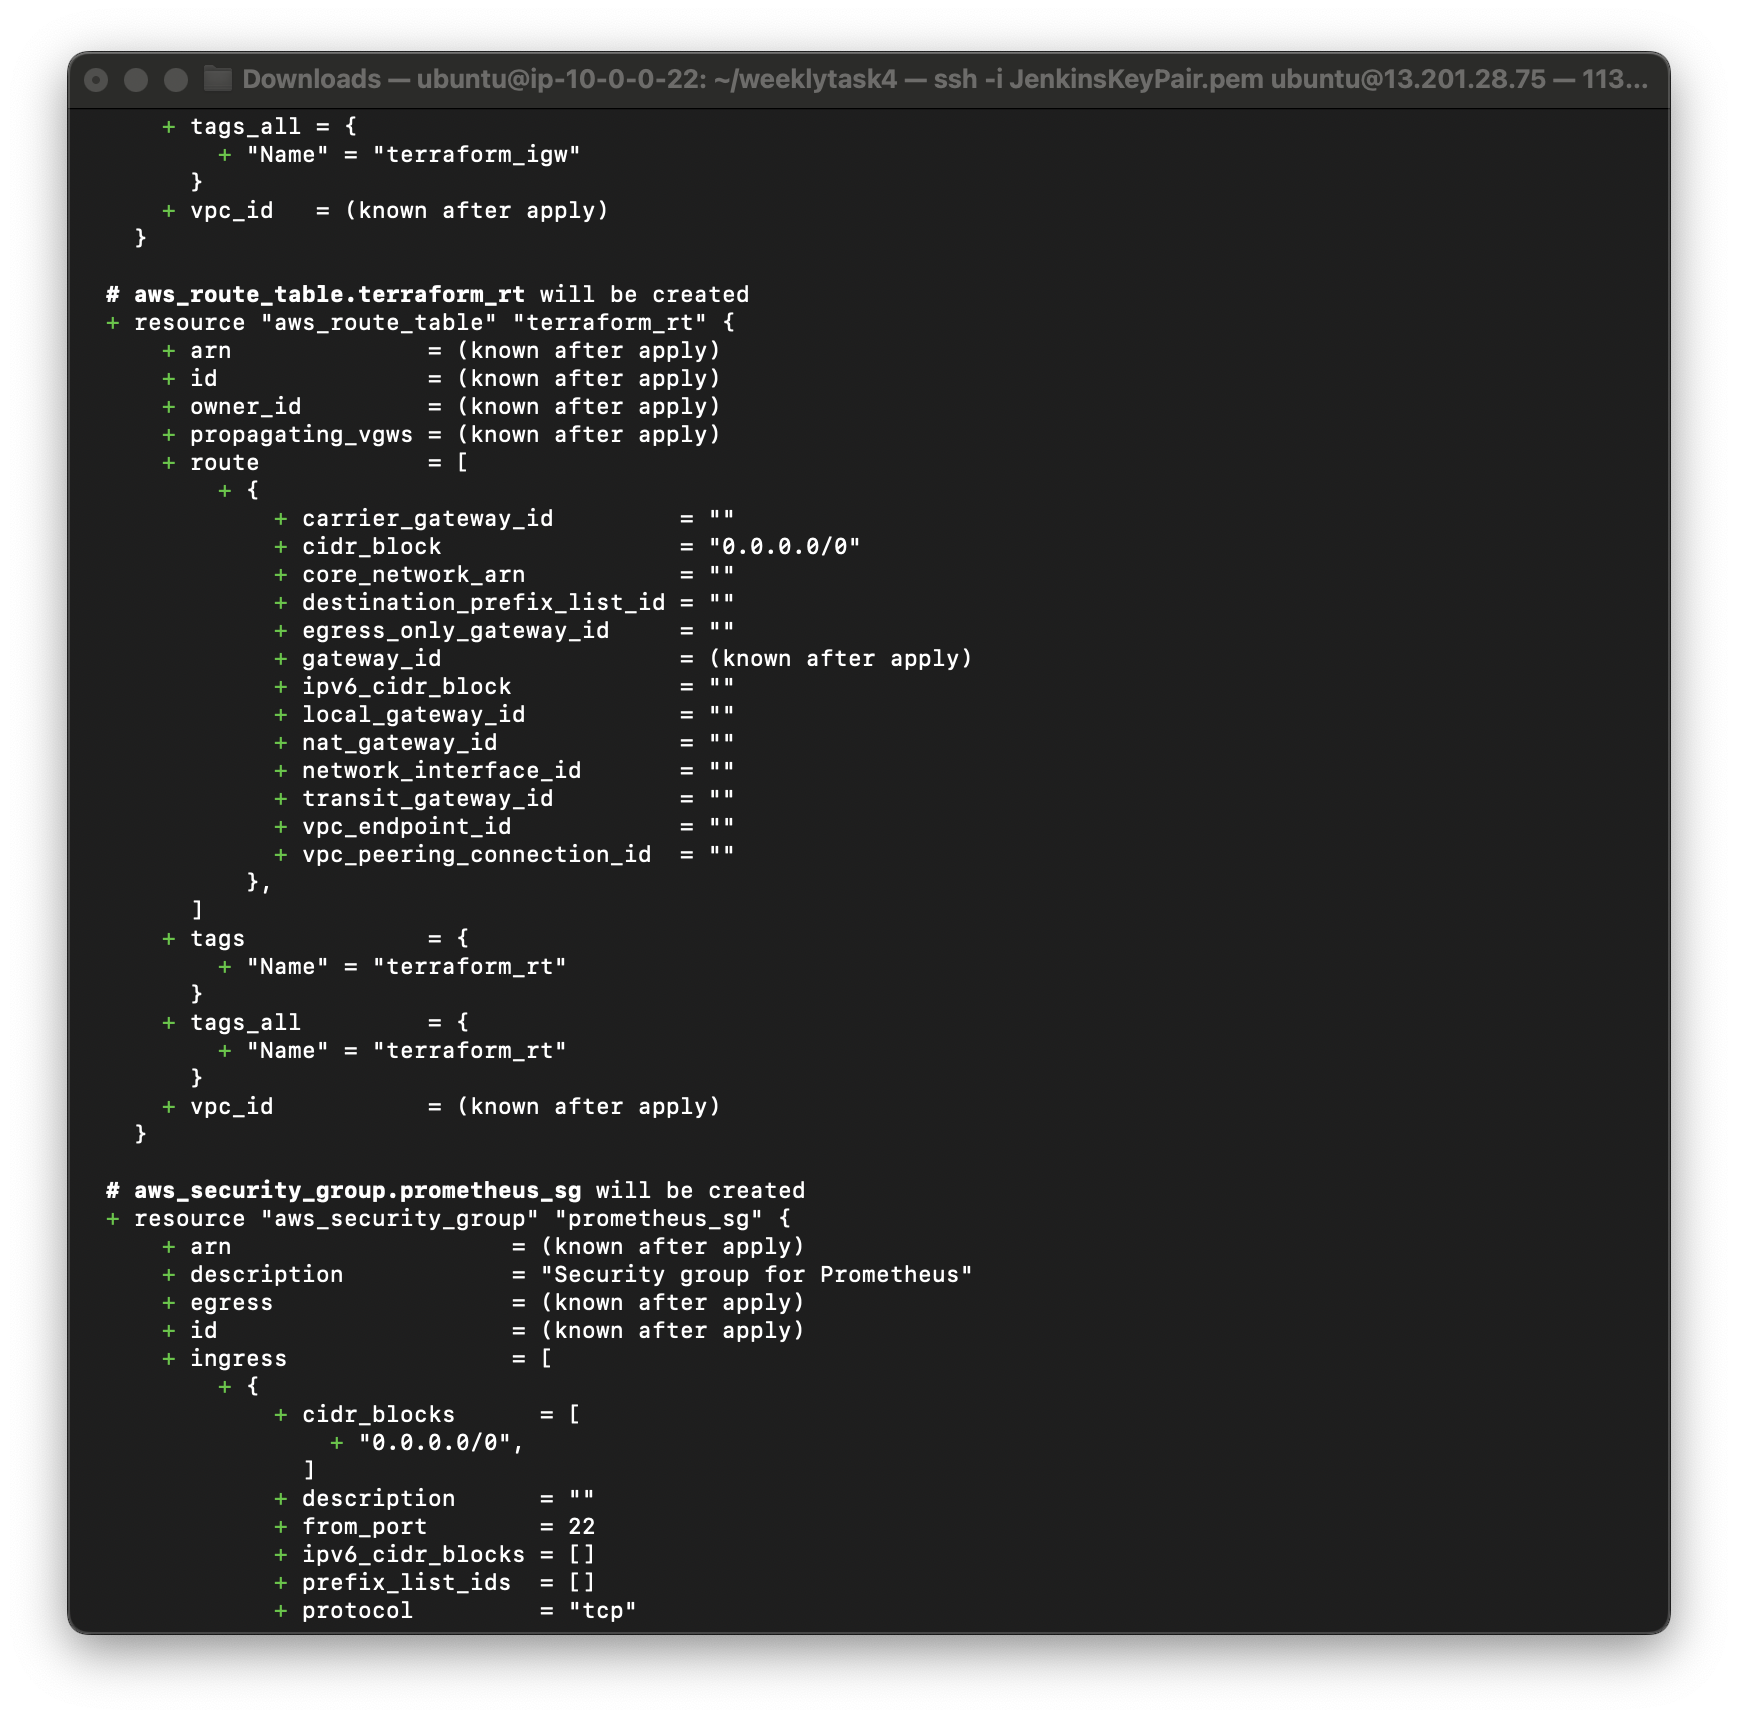 Downloads — ubuntu@ip-10-0-0-22: ~/weeklytask4 — ssh -i JenkinsKeyPair.pem ubuntu@13.201.28.75 — 113...
      + tags_all = {
          + "Name" = "terraform_igw"
        }
      + vpc_id   = (known after apply)
    }

  # aws_route_table.terraform_rt will be created
  + resource "aws_route_table" "terraform_rt" {
      + arn              = (known after apply)
      + id               = (known after apply)
      + owner_id         = (known after apply)
      + propagating_vgws = (known after apply)
      + route            = [
          + {
              + carrier_gateway_id         = ""
              + cidr_block                 = "0.0.0.0/0"
              + core_network_arn           = ""
              + destination_prefix_list_id = ""
              + egress_only_gateway_id     = ""
              + gateway_id                 = (known after apply)
              + ipv6_cidr_block            = ""
              + local_gateway_id           = ""
              + nat_gateway_id             = ""
              + network_interface_id       = ""
              + transit_gateway_id         = ""
              + vpc_endpoint_id            = ""
              + vpc_peering_connection_id  = ""
            },
        ]
      + tags             = {
          + "Name" = "terraform_rt"
        }
      + tags_all         = {
          + "Name" = "terraform_rt"
        }
      + vpc_id           = (known after apply)
    }

  # aws_security_group.prometheus_sg will be created
  + resource "aws_security_group" "prometheus_sg" {
      + arn                    = (known after apply)
      + description            = "Security group for Prometheus"
      + egress                 = (known after apply)
      + id                     = (known after apply)
      + ingress                = [
          + {
              + cidr_blocks      = [
                  + "0.0.0.0/0",
                ]
              + description      = ""
              + from_port        = 22
              + ipv6_cidr_blocks = []
              + prefix_list_ids  = []
              + protocol         = "tcp"